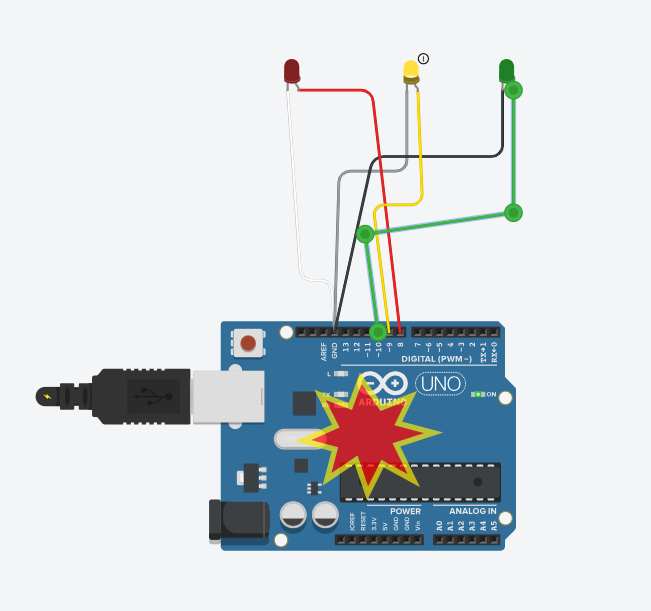 AREF
GND
13
12
~11
~10
~9
8
7
~6
~5
4
~3
2
TX→1
RX←0
DIGITAL (PWM~)
L
UNO
ON
ARDUINO
POWER
ANALOG IN
IOREF
RESET
3.3V
5V
GND
GND
Vin
A0
A1
A2
A3
A4
A5